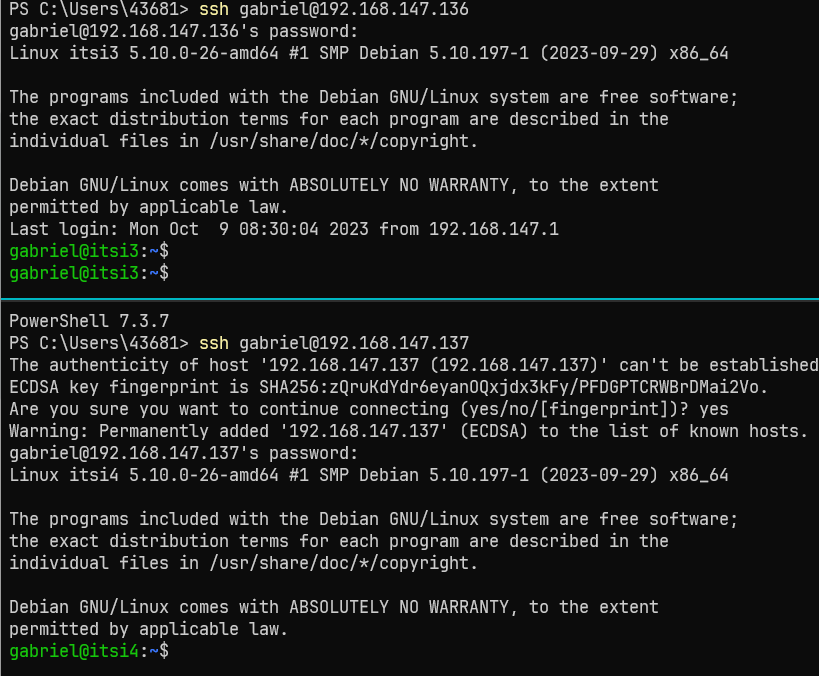 PS C:\Users\43681> ssh gabriel@192.168.147.136
gabriel@192.168.147.136's password:
Linux itsi3 5.10.0-26-amd64 #1 SMP Debian 5.10.197-1 (2023-09-29) x86_64

The programs included with the Debian GNU/Linux system are free software;
the exact distribution terms for each program are described in the
individual files in /usr/share/doc/*/copyright.

Debian GNU/Linux comes with ABSOLUTELY NO WARRANTY, to the extent
permitted by applicable law.
Last login: Mon Oct  9 08:30:04 2023 from 192.168.147.1
gabriel@itsi3:~$
gabriel@itsi3:~$

PowerShell 7.3.7
PS C:\Users\43681> ssh gabriel@192.168.147.137
The authenticity of host '192.168.147.137 (192.168.147.137)' can't be established
ECDSA key fingerprint is SHA256:zQruKdYdr6eyanOQxjdx3kFy/PFDGPTCRWBrDMai2Vo.
Are you sure you want to continue connecting (yes/no/[fingerprint])? yes
Warning: Permanently added '192.168.147.137' (ECDSA) to the list of known hosts.
gabriel@192.168.147.137's password:
Linux itsi4 5.10.0-26-amd64 #1 SMP Debian 5.10.197-1 (2023-09-29) x86_64

The programs included with the Debian GNU/Linux system are free software;
the exact distribution terms for each program are described in the
individual files in /usr/share/doc/*/copyright.

Debian GNU/Linux comes with ABSOLUTELY NO WARRANTY, to the extent
permitted by applicable law.
gabriel@itsi4:~$